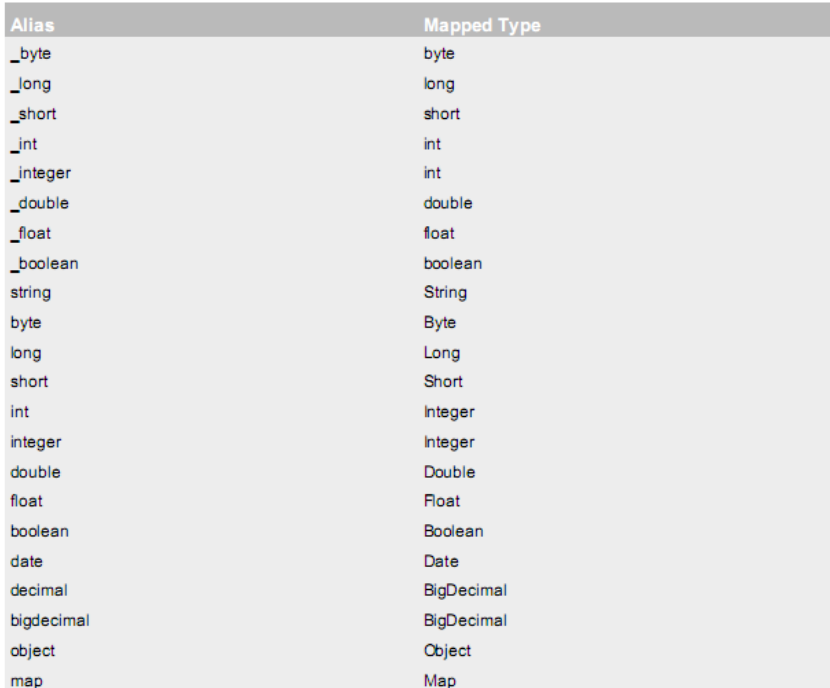 Alias Mapped Type
_byte byte
_long long
_short short
_int int
_integer int
_double double
_float float
_boolean boolean
string String
byte Byte
long Long
short Short
int Integer
integer Integer
double Double
float Float
boolean Boolean
date Date
decimal BigDecimal
bigdecimal BigDecimal
object Object
map Map